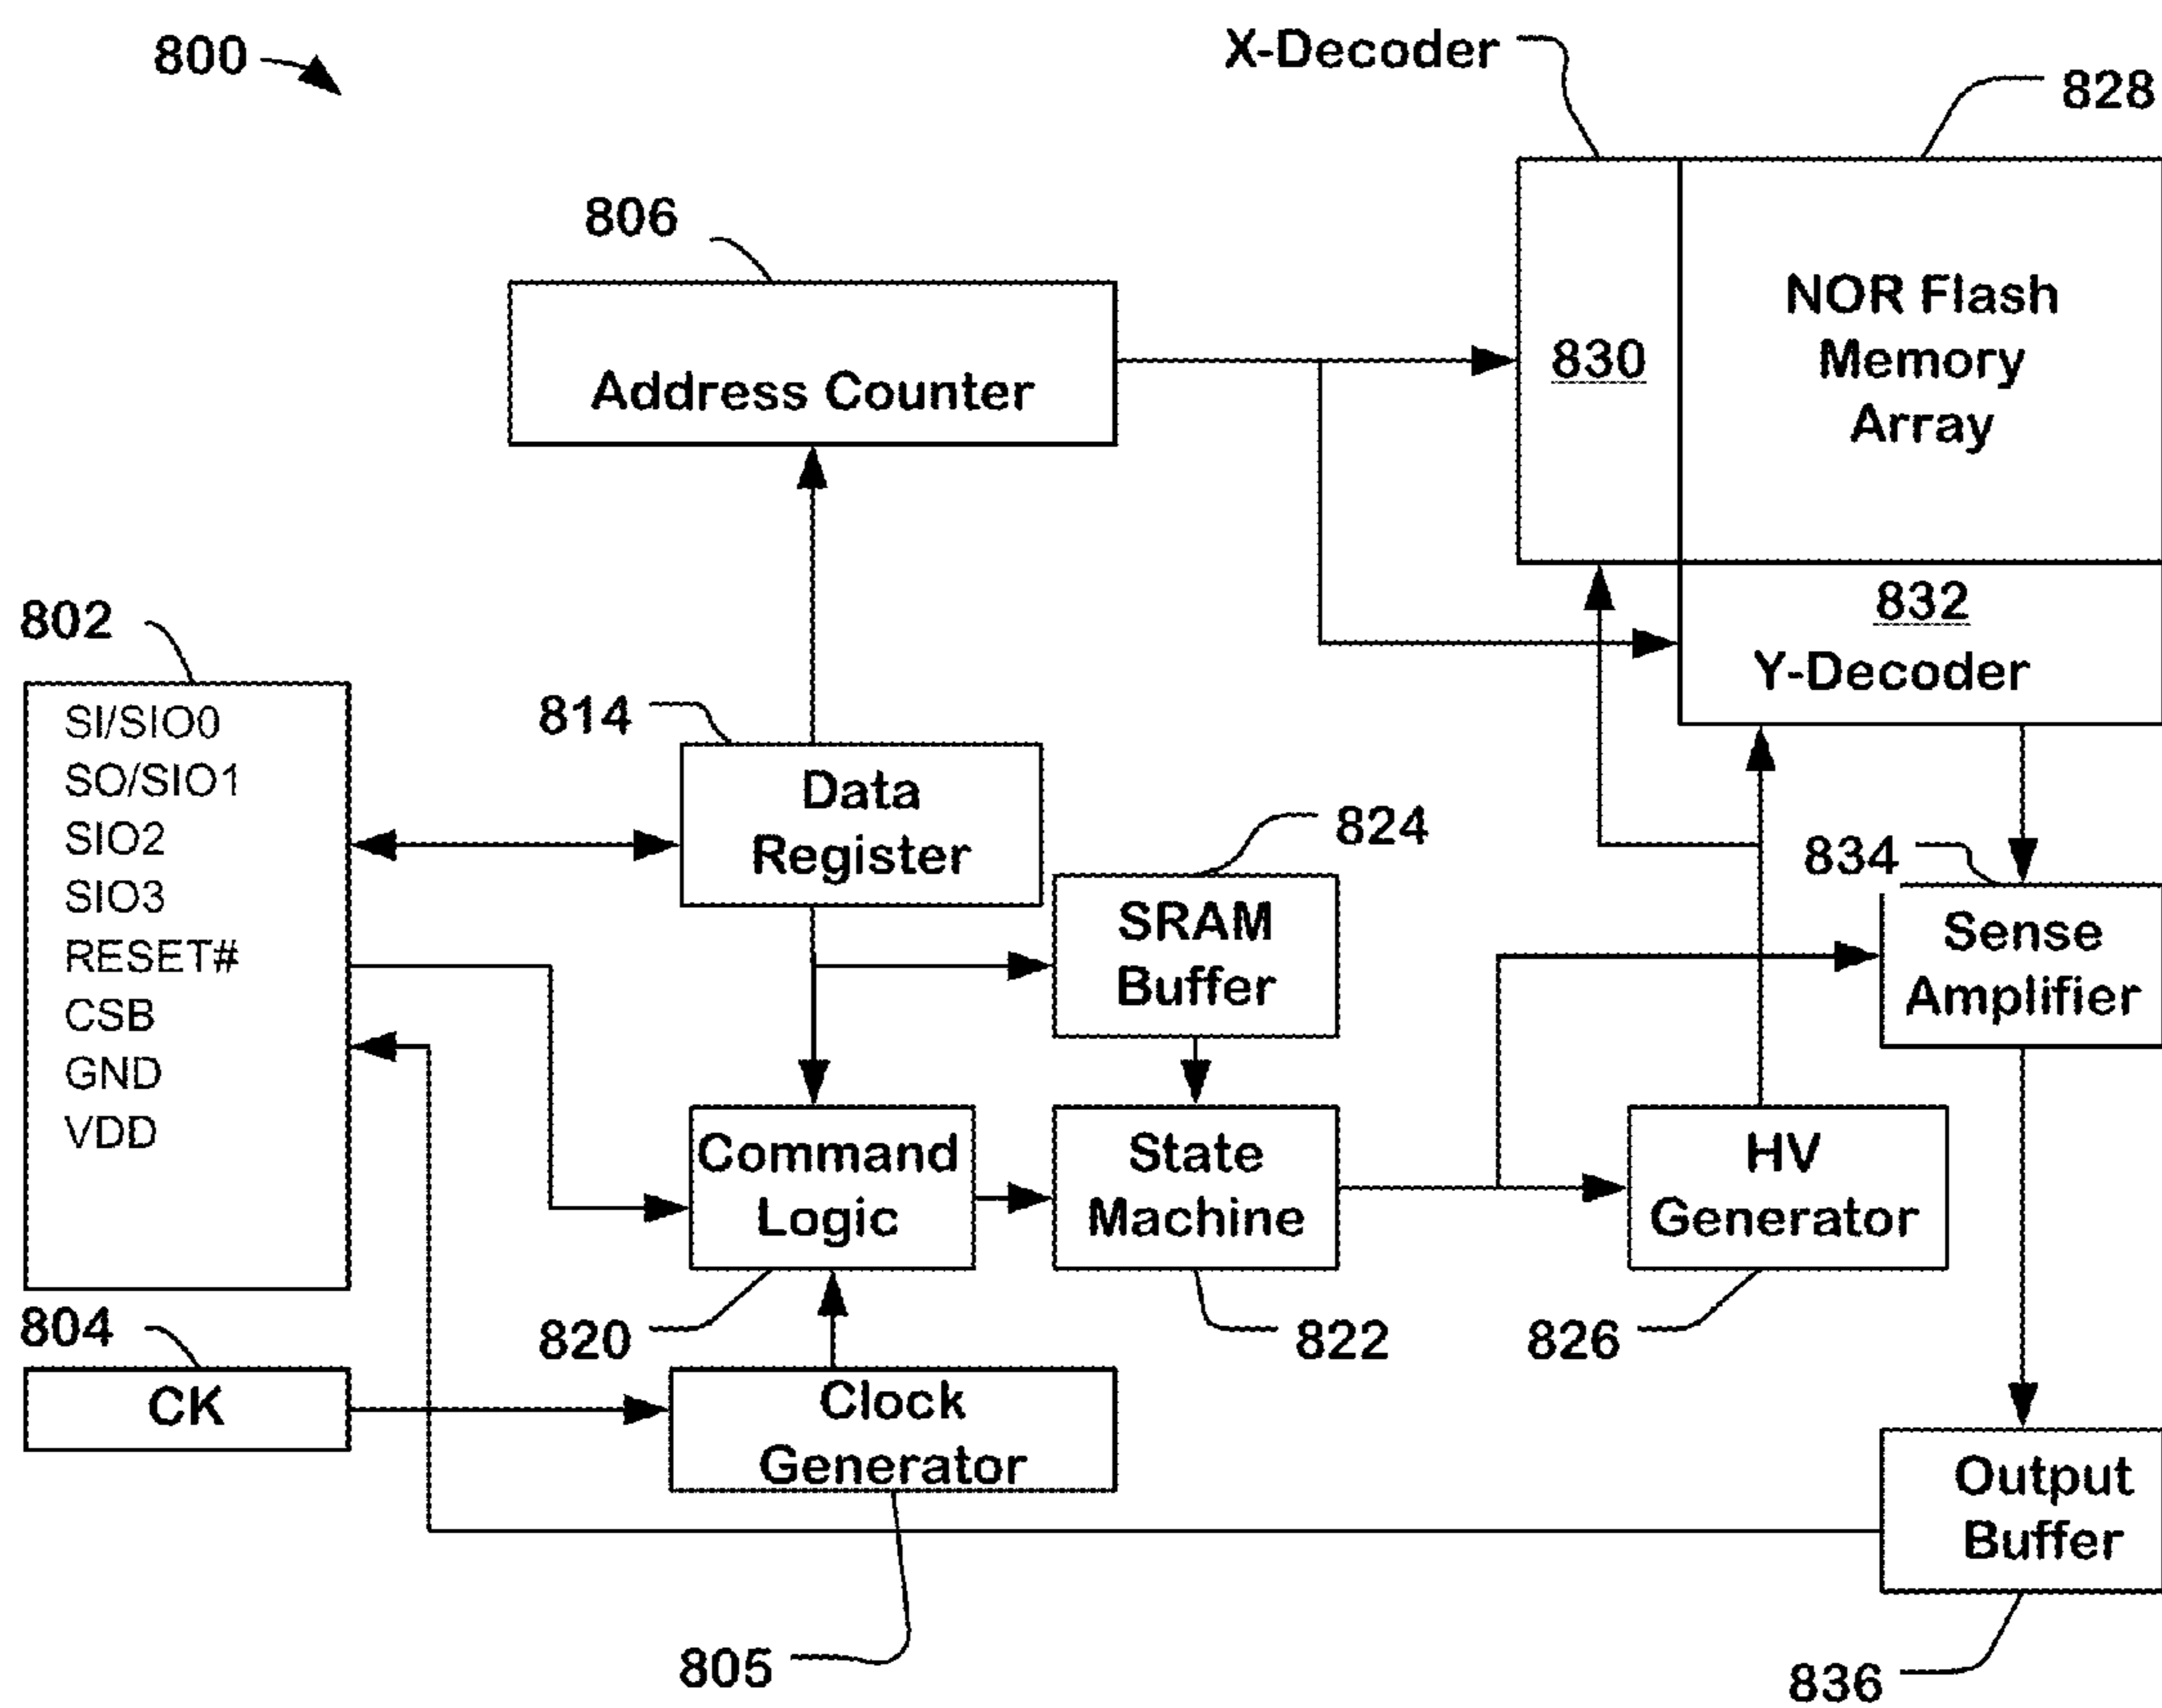 800
X-Decoder
828
806
Address Counter
830
NOR Flash
Memory
Array
832
Y-Decoder
802
SI/SIO0
SO/SIO1
SIO2
SIO3
RESET#
CSB
GND
VDD
814
Data
Register
824
SRAM
Buffer
834
Sense
Amplifier
Command
Logic
State
Machine
HV
Generator
820
822
826
804
CK
Clock
Generator
805
Output
Buffer
836